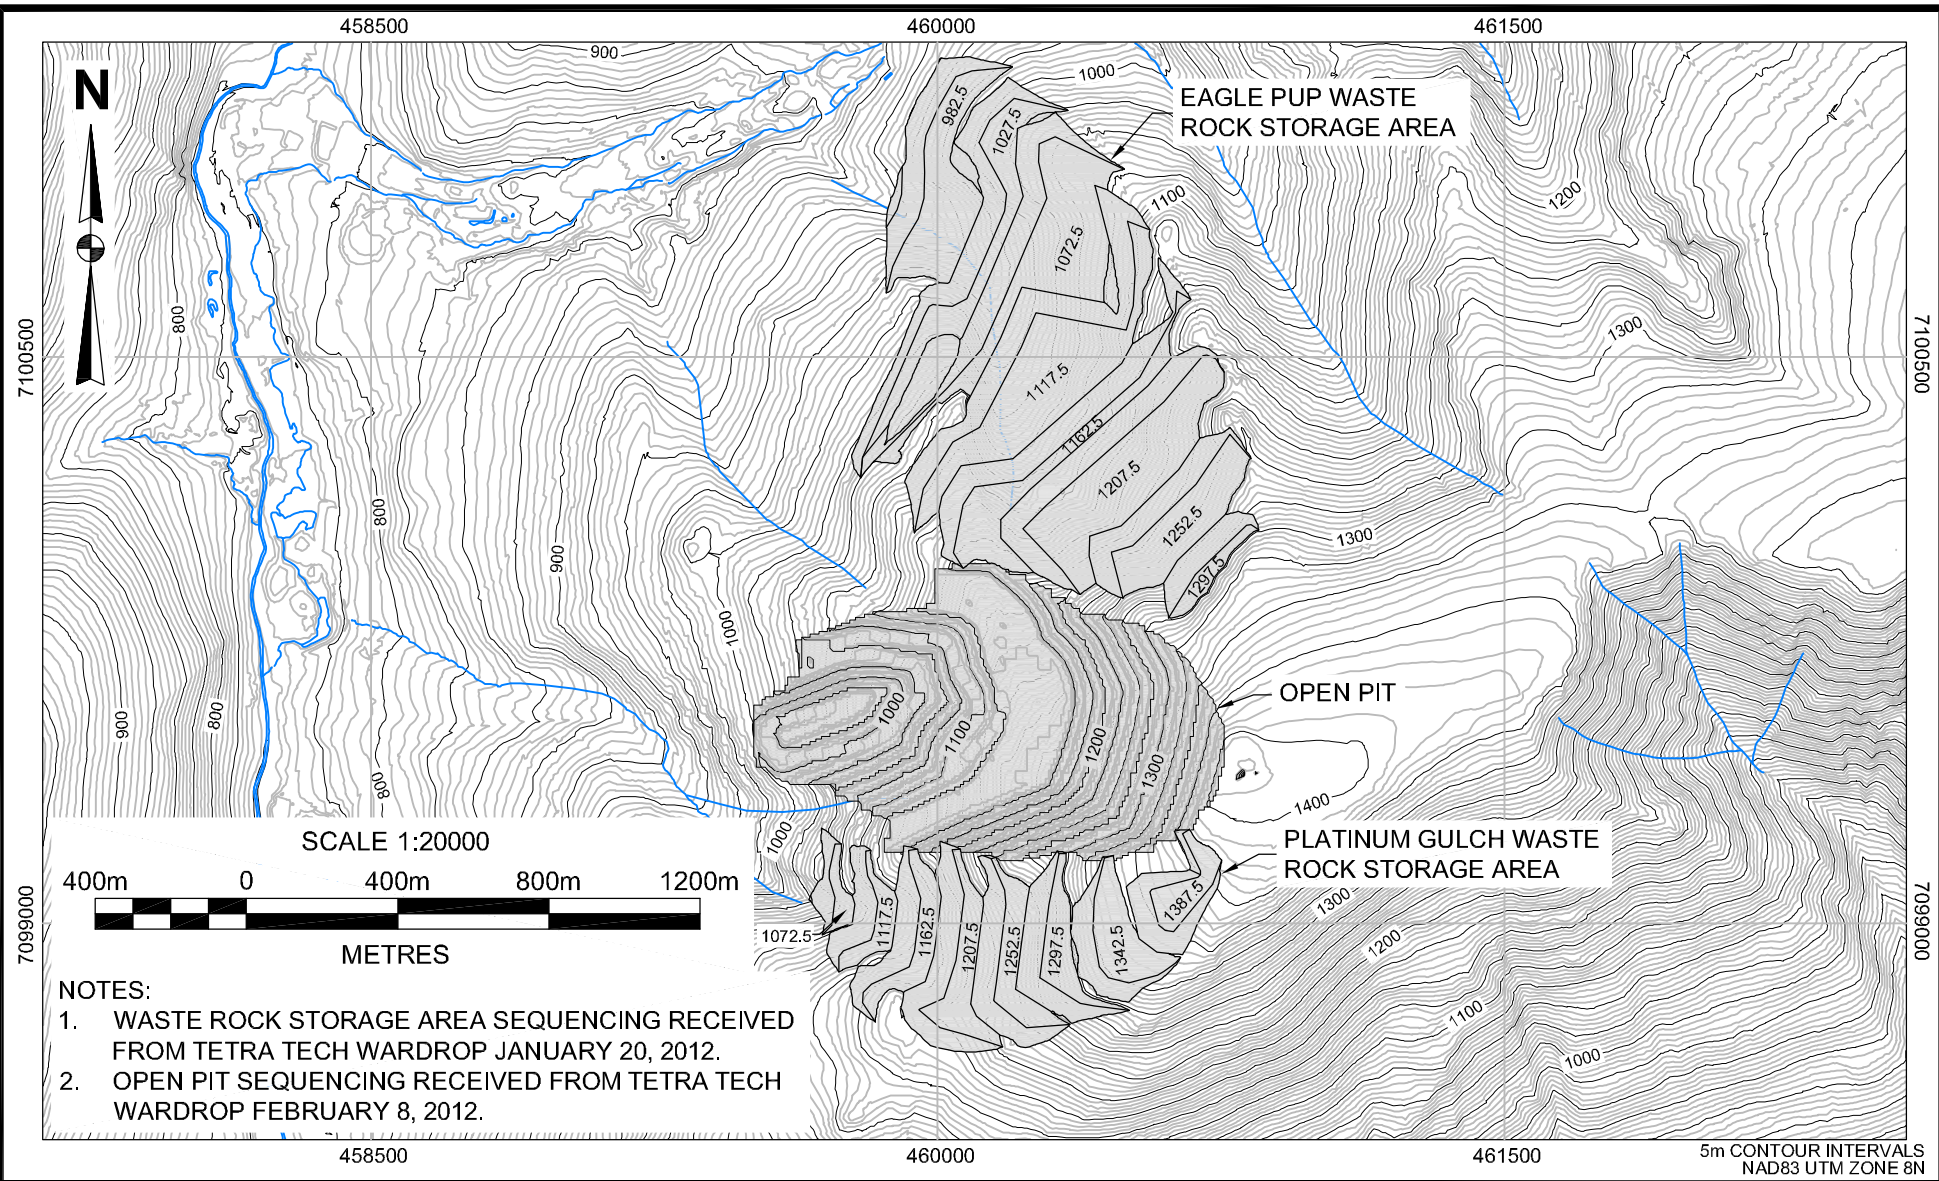 458500 460000 461500
N
900
1000
982.5
EAGLE PUP WASTE
ROCK STORAGE AREA
1027.5
1100
1200
1072.5
800
1300
7100500 7100500
1117.5
1162.5
1207.5
800
1252.5
1300
900
1297.5
1000
OPEN PIT
1000
900
800
1100
1200
1300
800
1400
SCALE 1:20000
1000
PLATINUM GULCH WASTE
ROCK STORAGE AREA
400m 0 400m 800m 1200m
1387.5
1300
7099000 7099000
METRES
1072.5
1117.5
1162.5
1207.5
1252.5
1297.5
1342.5
1200
NOTES:
1. WASTE ROCK STORAGE AREA SEQUENCING RECEIVED
FROM TETRA TECH WARDROP JANUARY 20, 2012.
1100
1000
2. OPEN PIT SEQUENCING RECEIVED FROM TETRA TECH
WARDROP FEBRUARY 8, 2012.
458500 460000 461500
5m CONTOUR INTERVALS
NAD83 UTM ZONE 8N